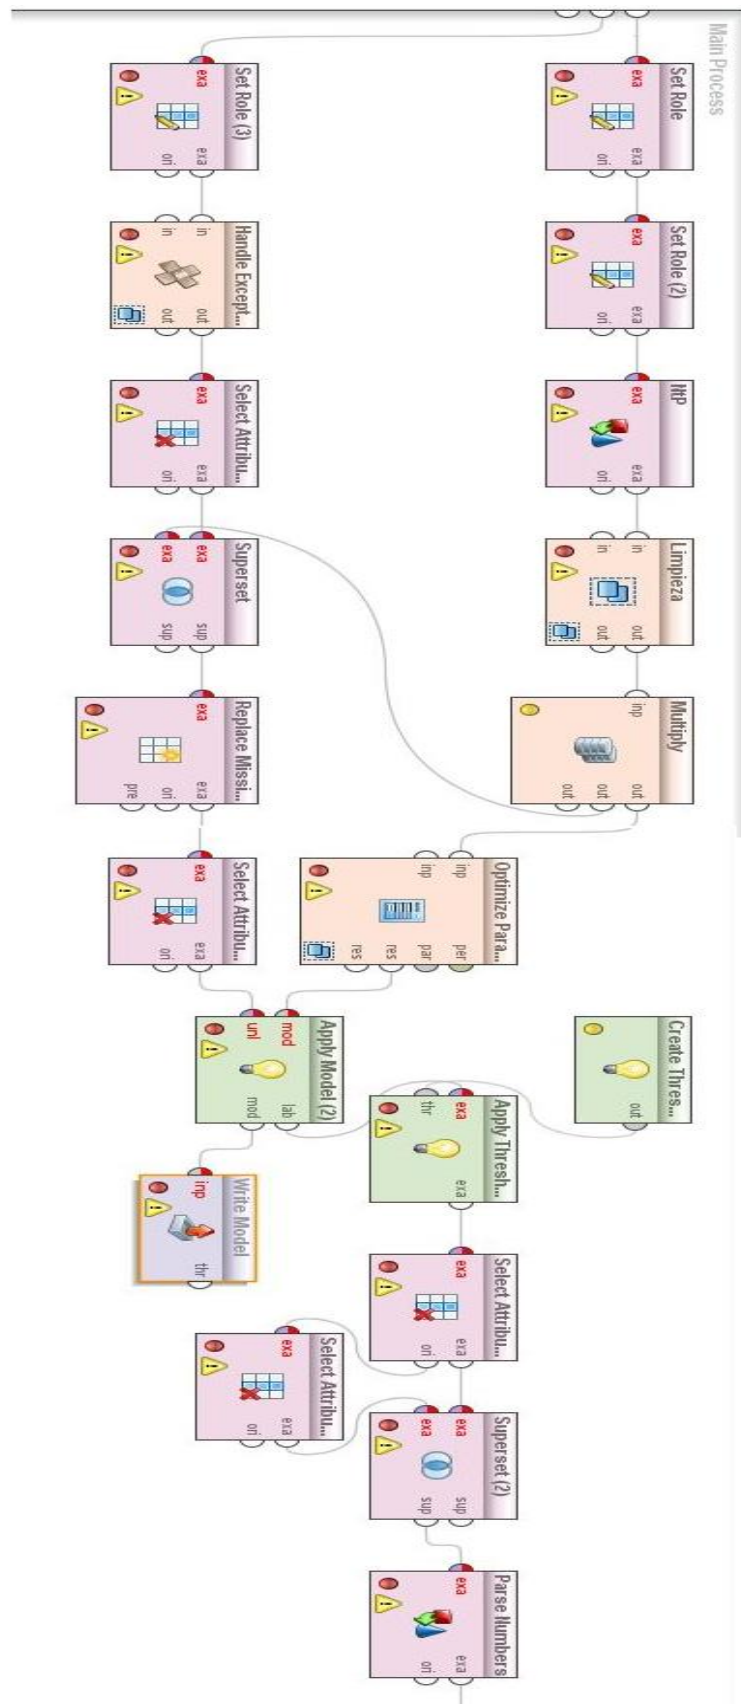 Main Process
Set Role
exa
exa
ori
Set Role (2)
exa
exa
ori
NtP
exa
exa
ori
Limpieza
in
in
out
out
Multiply
inp
out
out
out
Create Thres...
out
Optimize Para...
inp
inp
per
par
res
res
Apply Thresh...
exa
thr
exa
Select Attribu...
exa
exa
ori
Superset (2)
exa
exa
sup
sup
Parse Numbers
exa
exa
ori
Set Role (3)
exa
exa
ori
Handle Except...
in
in
out
out
Select Attribu...
exa
exa
ori
Superset
exa
exa
sup
sup
Replace Missi...
exa
exa
ori
pre
Select Attribu...
exa
exa
ori
Apply Model (2)
mod
unl
lab
mod
Write Model
inp
thr
Select Attribu...
exa
exa
ori